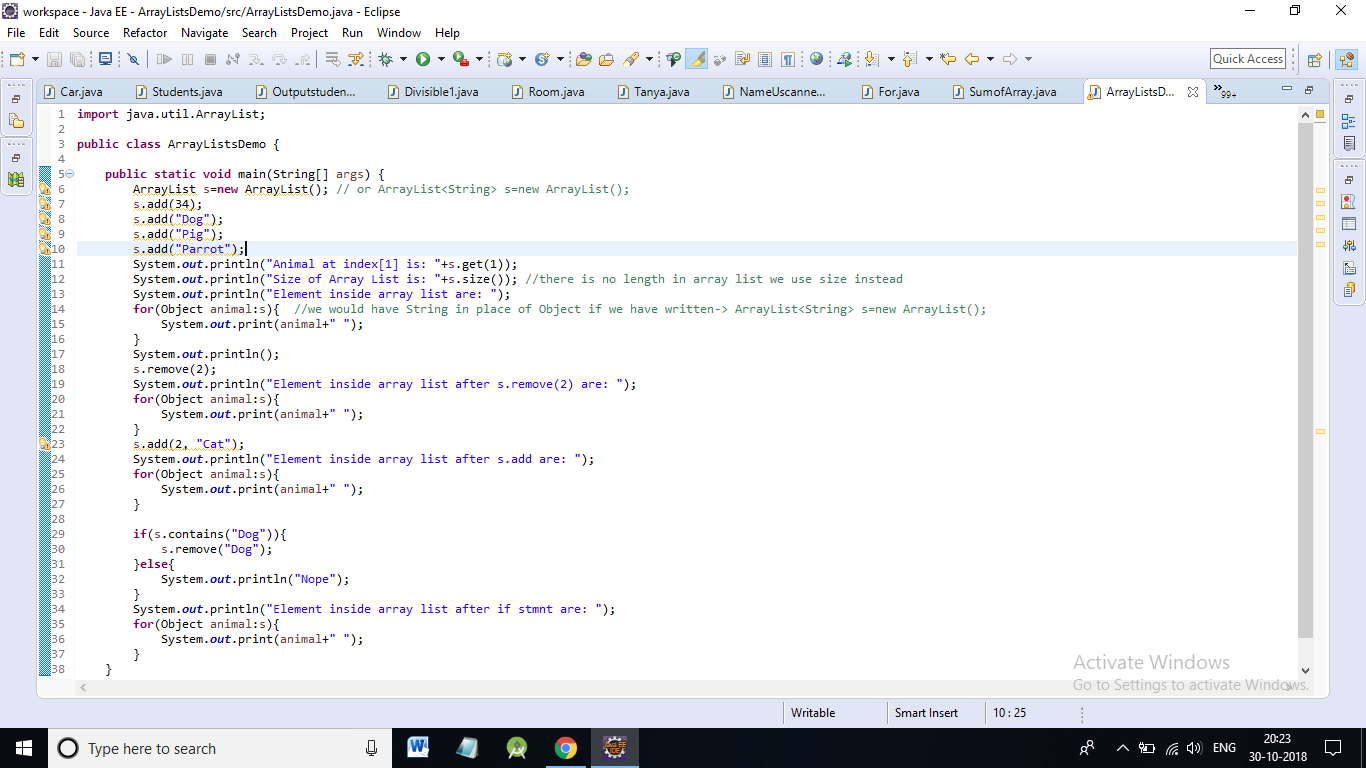 workspace - Java EE - ArrayListsDemo/src/ArrayListsDemo.java - Eclipse
File Edit Source Refactor Navigate Search Project Run Window Help
Quick Access
Car.java Students.java Outputstuden... Divisible1.java Room.java Tanya.java NameUscanne... For.java SumofArray.java ArrayListsD... »99+
1 import java.util.ArrayList;
2
3 public class ArrayListsDemo {
4
5 public static void main(String[] args) {
6 ArrayList s=new ArrayList(); // or ArrayList<String> s=new ArrayList();
7 s.add(34);
8 s.add("Dog");
9 s.add("Pig");
10 s.add("Parrot");
11 System.out.println("Animal at index[1] is: "+s.get(1));
12 System.out.println("Size of Array List is: "+s.size()); //there is no length in array list we use size instead
13 System.out.println("Element inside array list are: ");
14 for(Object animal:s){ //we would have String in place of Object if we have written-> ArrayList<String> s=new ArrayList();
15 System.out.print(animal+" ");
16 }
17 System.out.println();
18 s.remove(2);
19 System.out.println("Element inside array list after s.remove(2) are: ");
20 for(Object animal:s){
21 System.out.print(animal+" ");
22 }
23 s.add(2, "Cat");
24 System.out.println("Element inside array list after s.add are: ");
25 for(Object animal:s){
26 System.out.print(animal+" ");
27 }
28
29 if(s.contains("Dog")){
30 s.remove("Dog");
31 }else{
32 System.out.println("Nope");
33 }
34 System.out.println("Element inside array list after if stmnt are: ");
35 for(Object animal:s){
36 System.out.print(animal+" ");
37 }
38 }
Activate Windows
Go to Settings to activate Windows.
Writable Smart Insert 10 : 25
Type here to search
ENG
20:23
30-10-2018